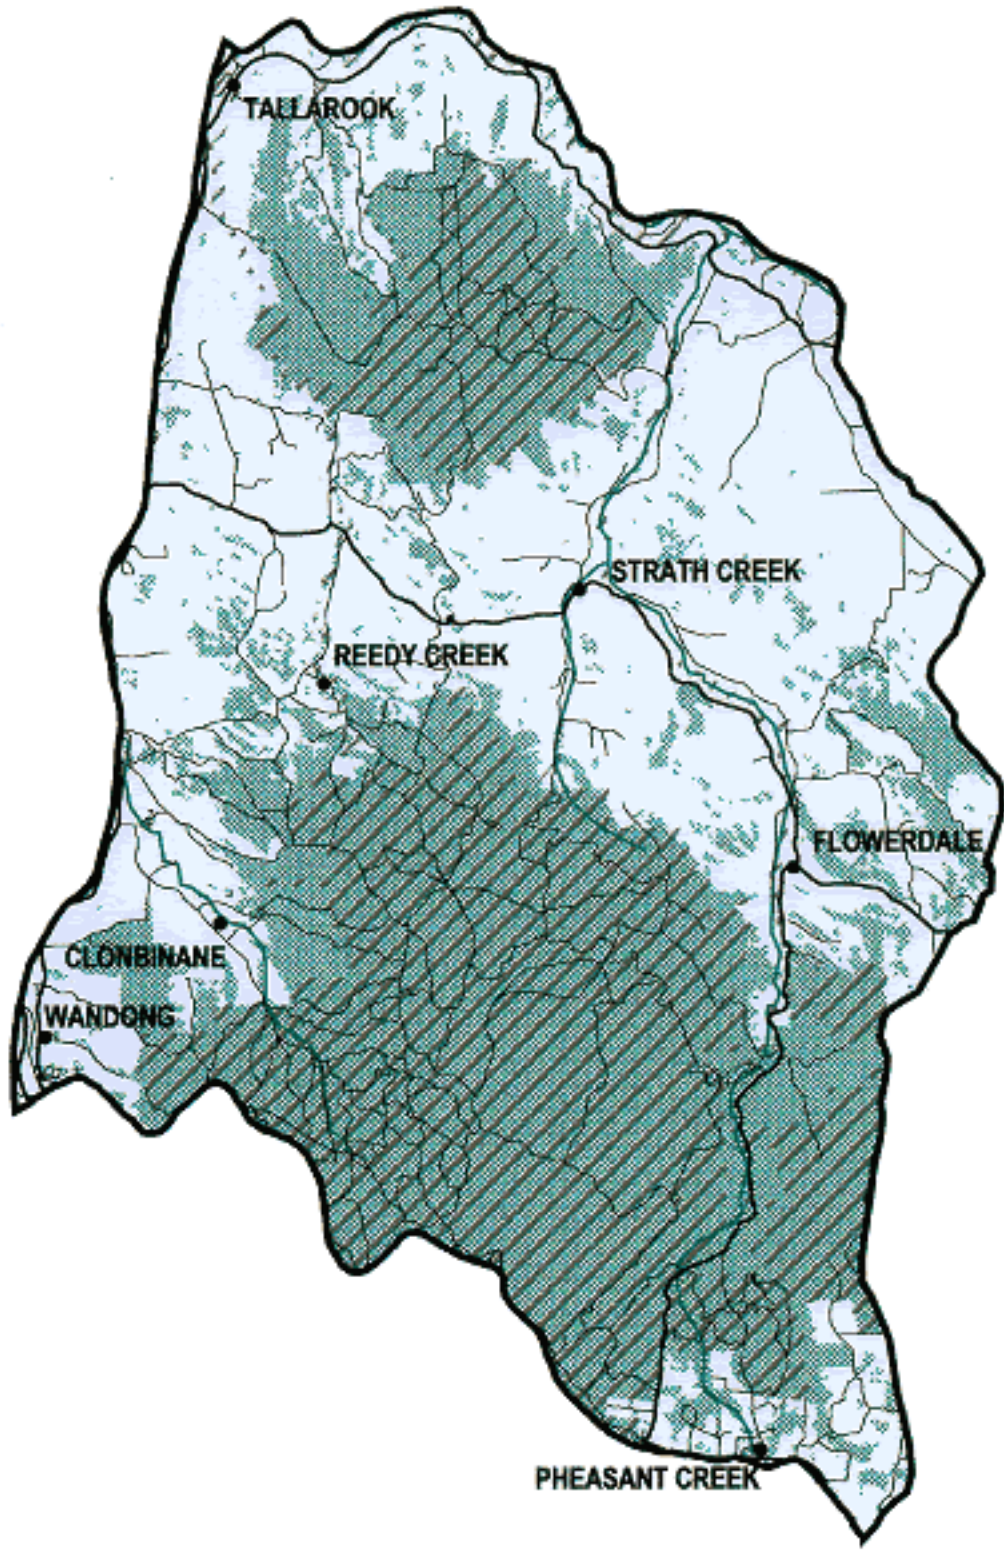 TALLAROOK
STRATH CREEK
REEDY CREEK
FLOWERDALE
CLONBINANE
WANDONG
PHEASANT CREEK